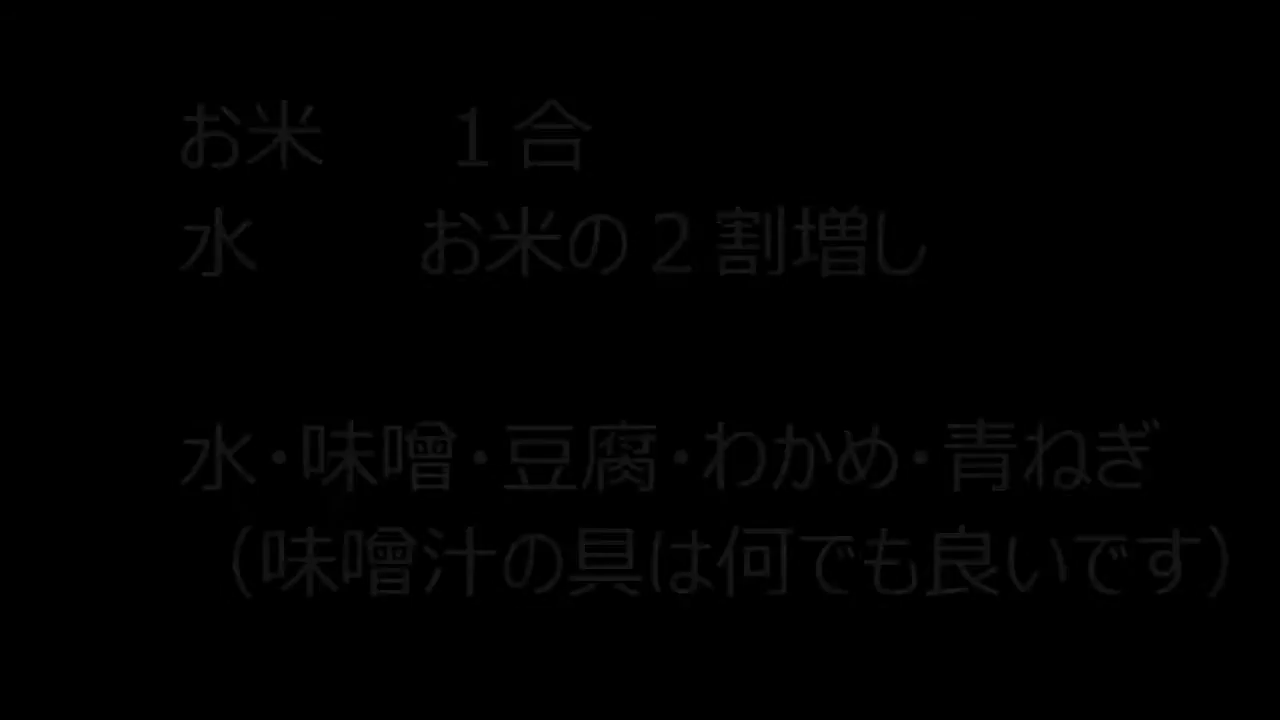 お米　　１合
水　　　お米の２割増し
水・味噌・豆腐・わかめ・青ねぎ
（味噌汁の具は何でも良いです）